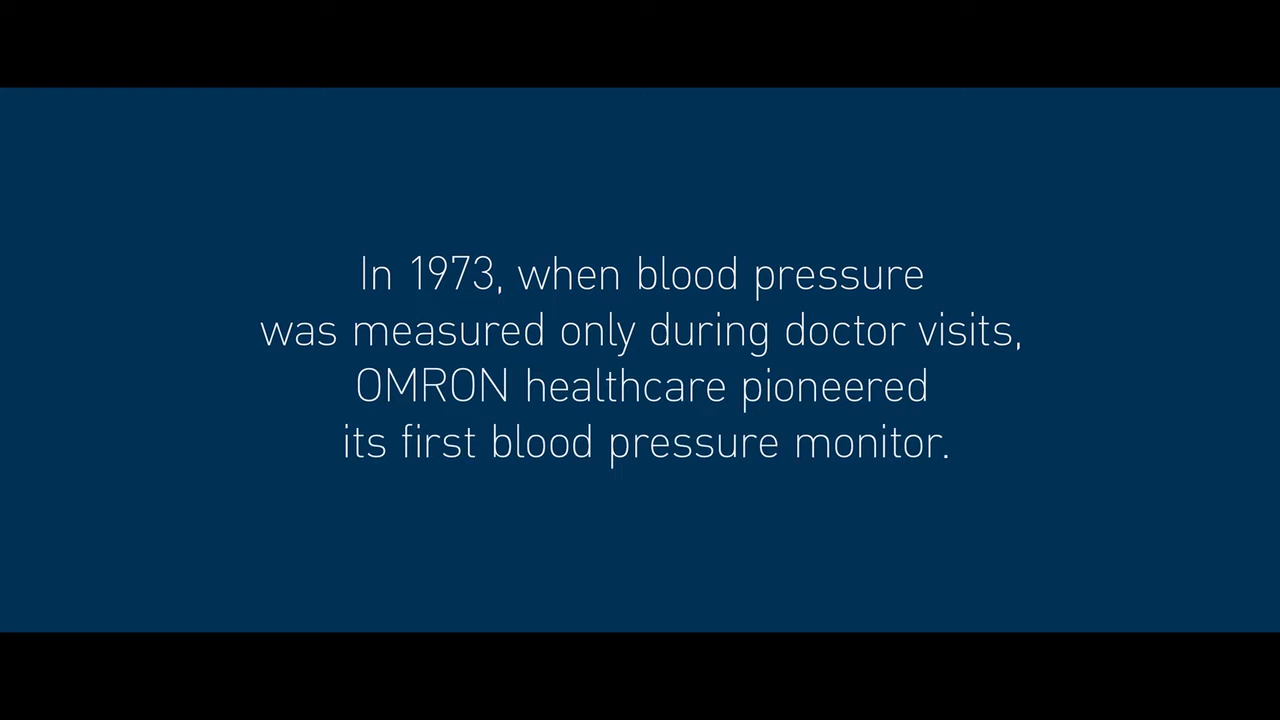 In 1973, when blood pressure
was measured only during doctor visits,
OMRON healthcare pioneered
its first blood pressure monitor.